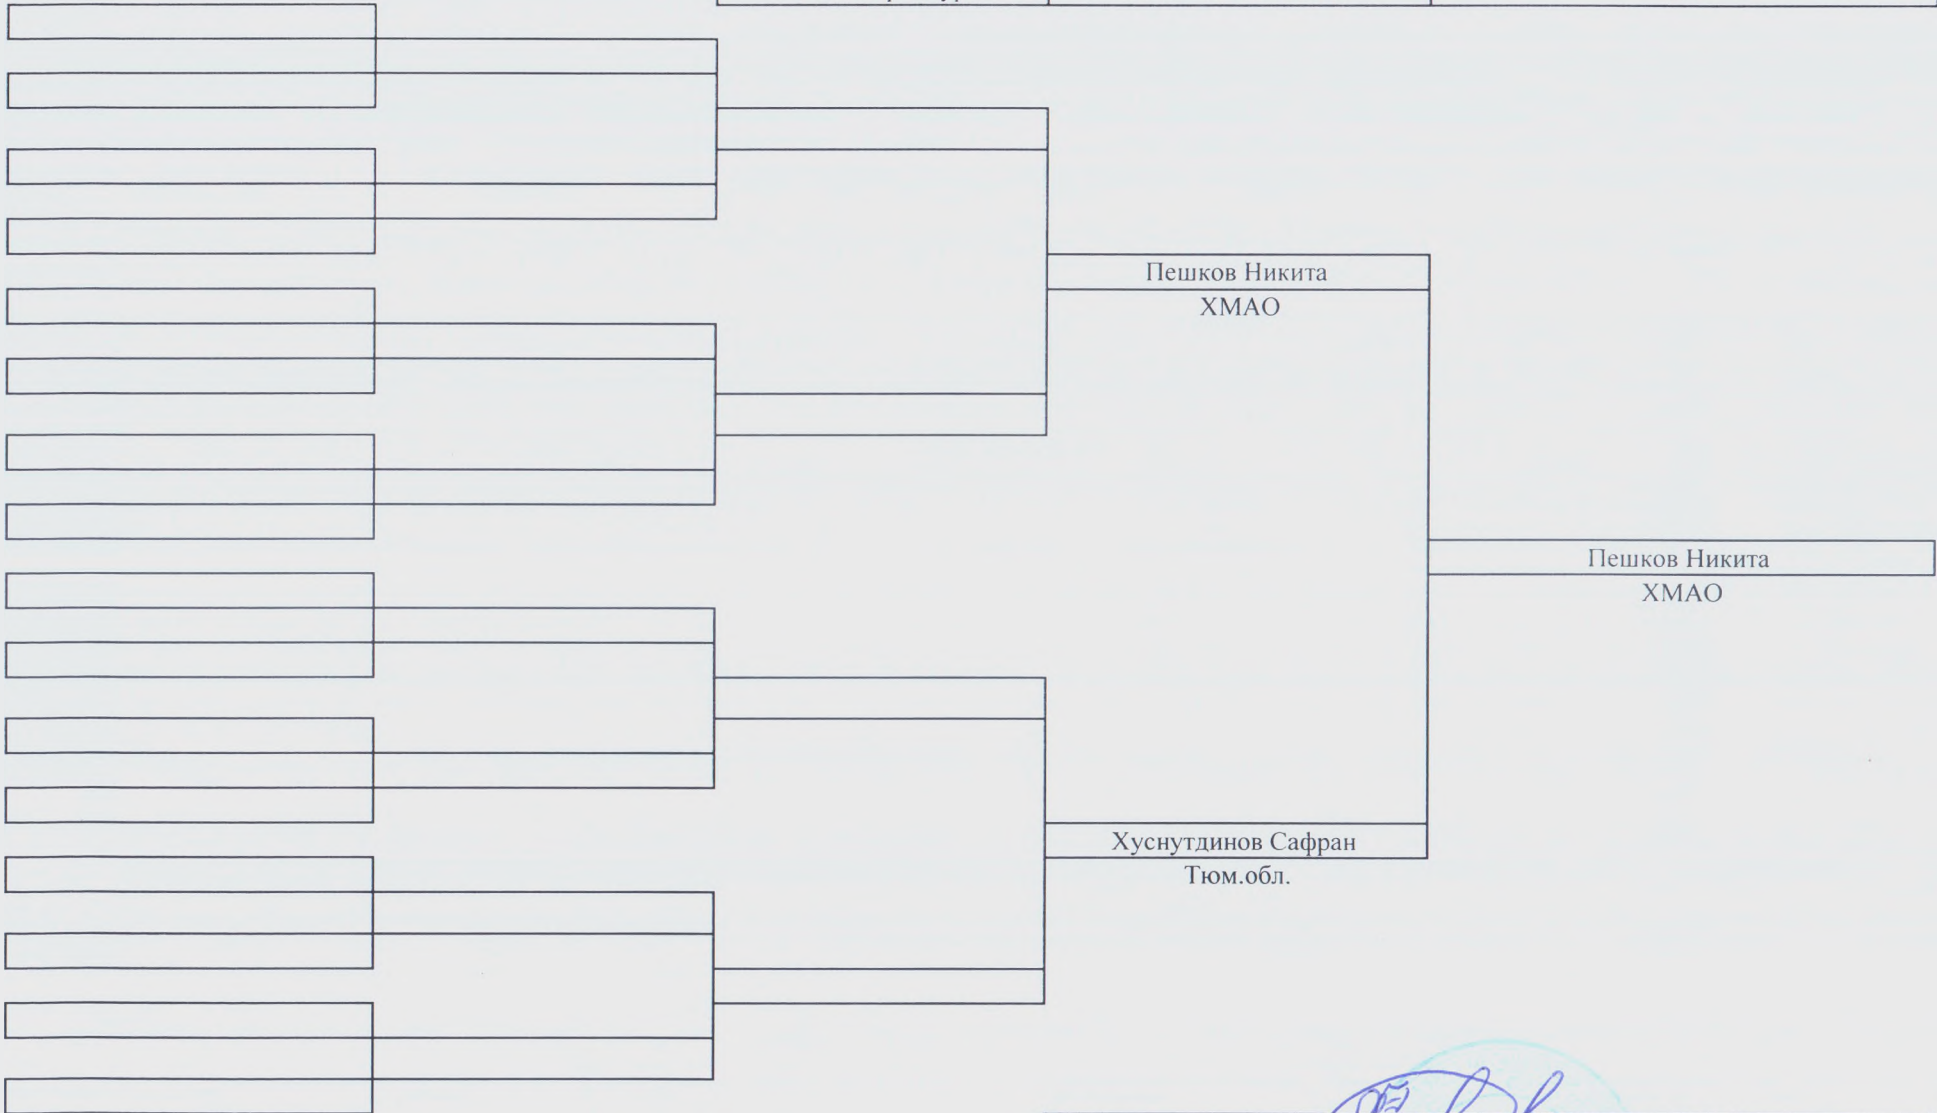 Пешков Никита
ХМАО
Пешков Никита
ХМАО
Хуснутдинов Сафран
Тюм.обл.